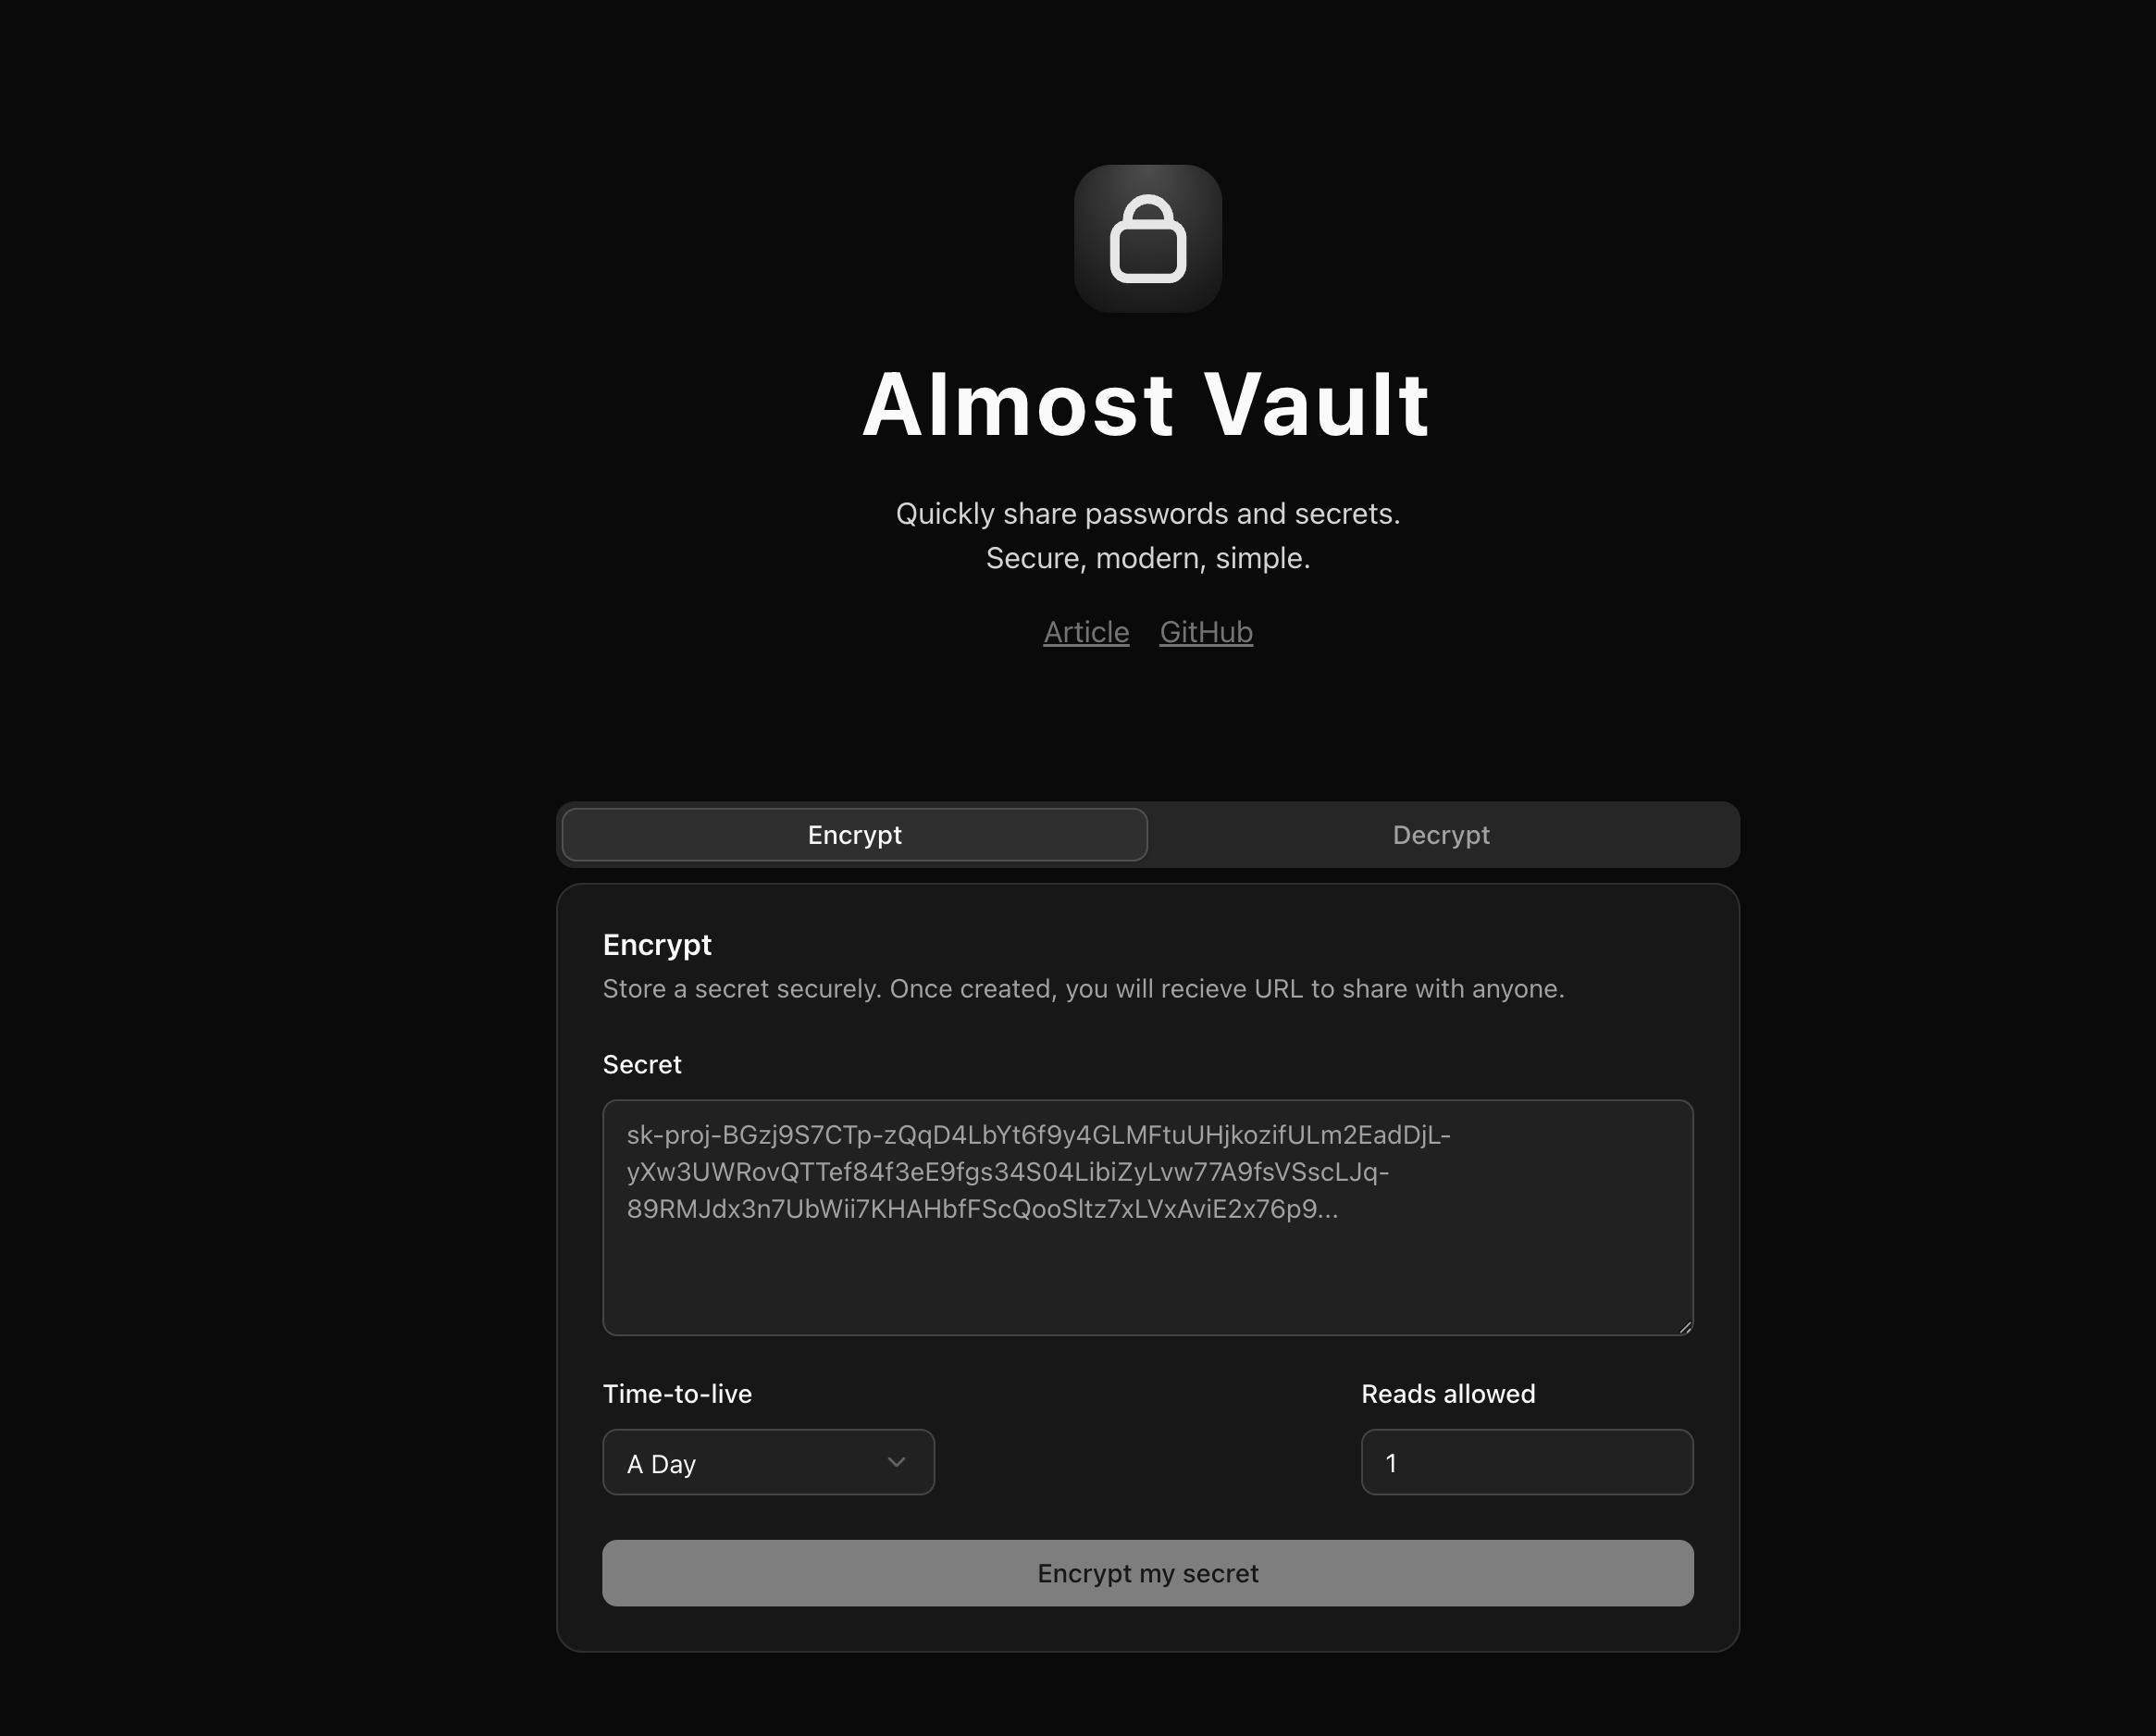 Almost Vault
Quickly share passwords and secrets.
Secure, modern, simple.
Article GitHub
Encrypt Decrypt
Encrypt
Store a secret securely. Once created, you will recieve URL to share with anyone.
Secret
sk-proj-BGzj9S7CTp-zQqD4LbYt6f9y4GLMFtuUHjkozifULm2EadDjL-
yXw3UWRovQTTef84f3eE9fgs34S04LibiZyLvw77A9fsVSscLJq-
89RMJdx3n7UbWii7KHAHbfFScQooSltz7xLVxAviE2x76p9...
Time-to-live Reads allowed
A Day 1
Encrypt my secret